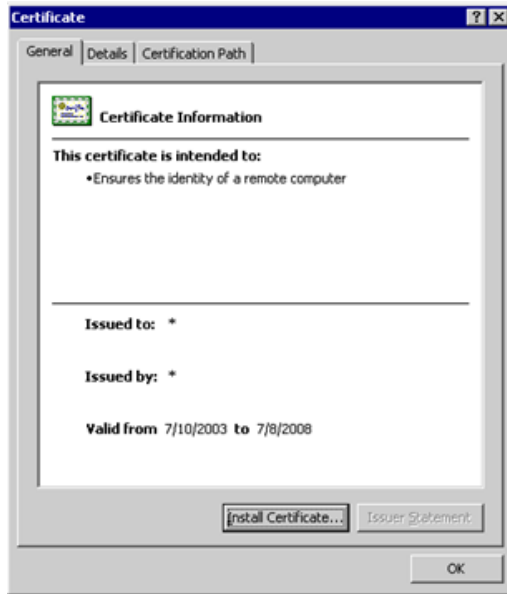 Certificate
General Details Certification Path
Certificate Information
This certificate is intended to:
•Ensures the identity of a remote computer
Issued to: *
Issued by: *
Valid from 7/10/2003 to 7/8/2008
Install Certificate... Issuer Statement
OK